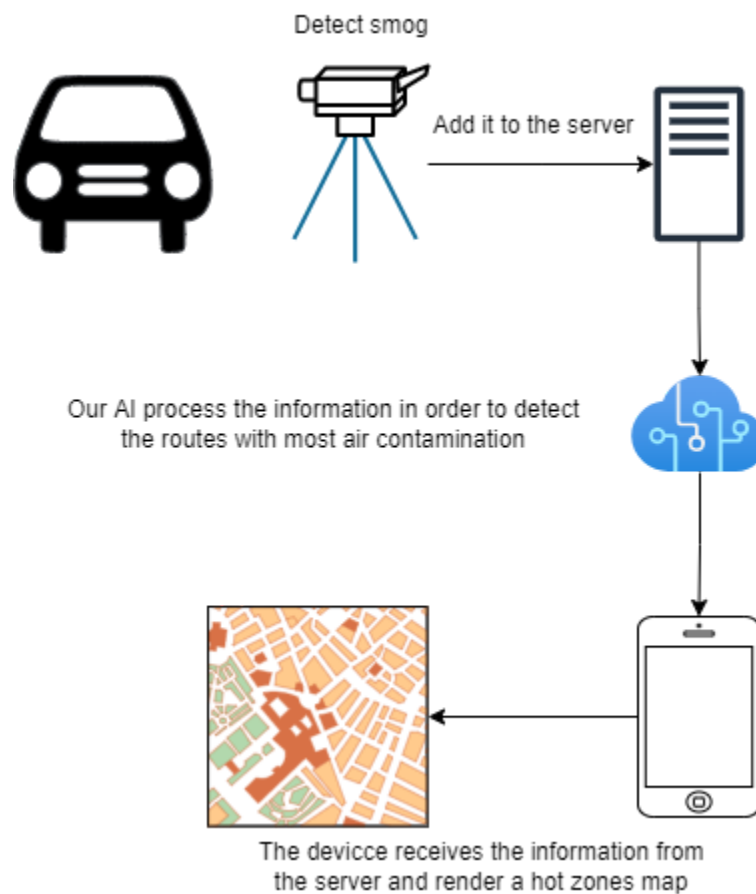 Detect smog
Add it to the server
Our AI process the information in order to detect
the routes with most air contamination
The devicce receives the information from
the server and render a hot zones map